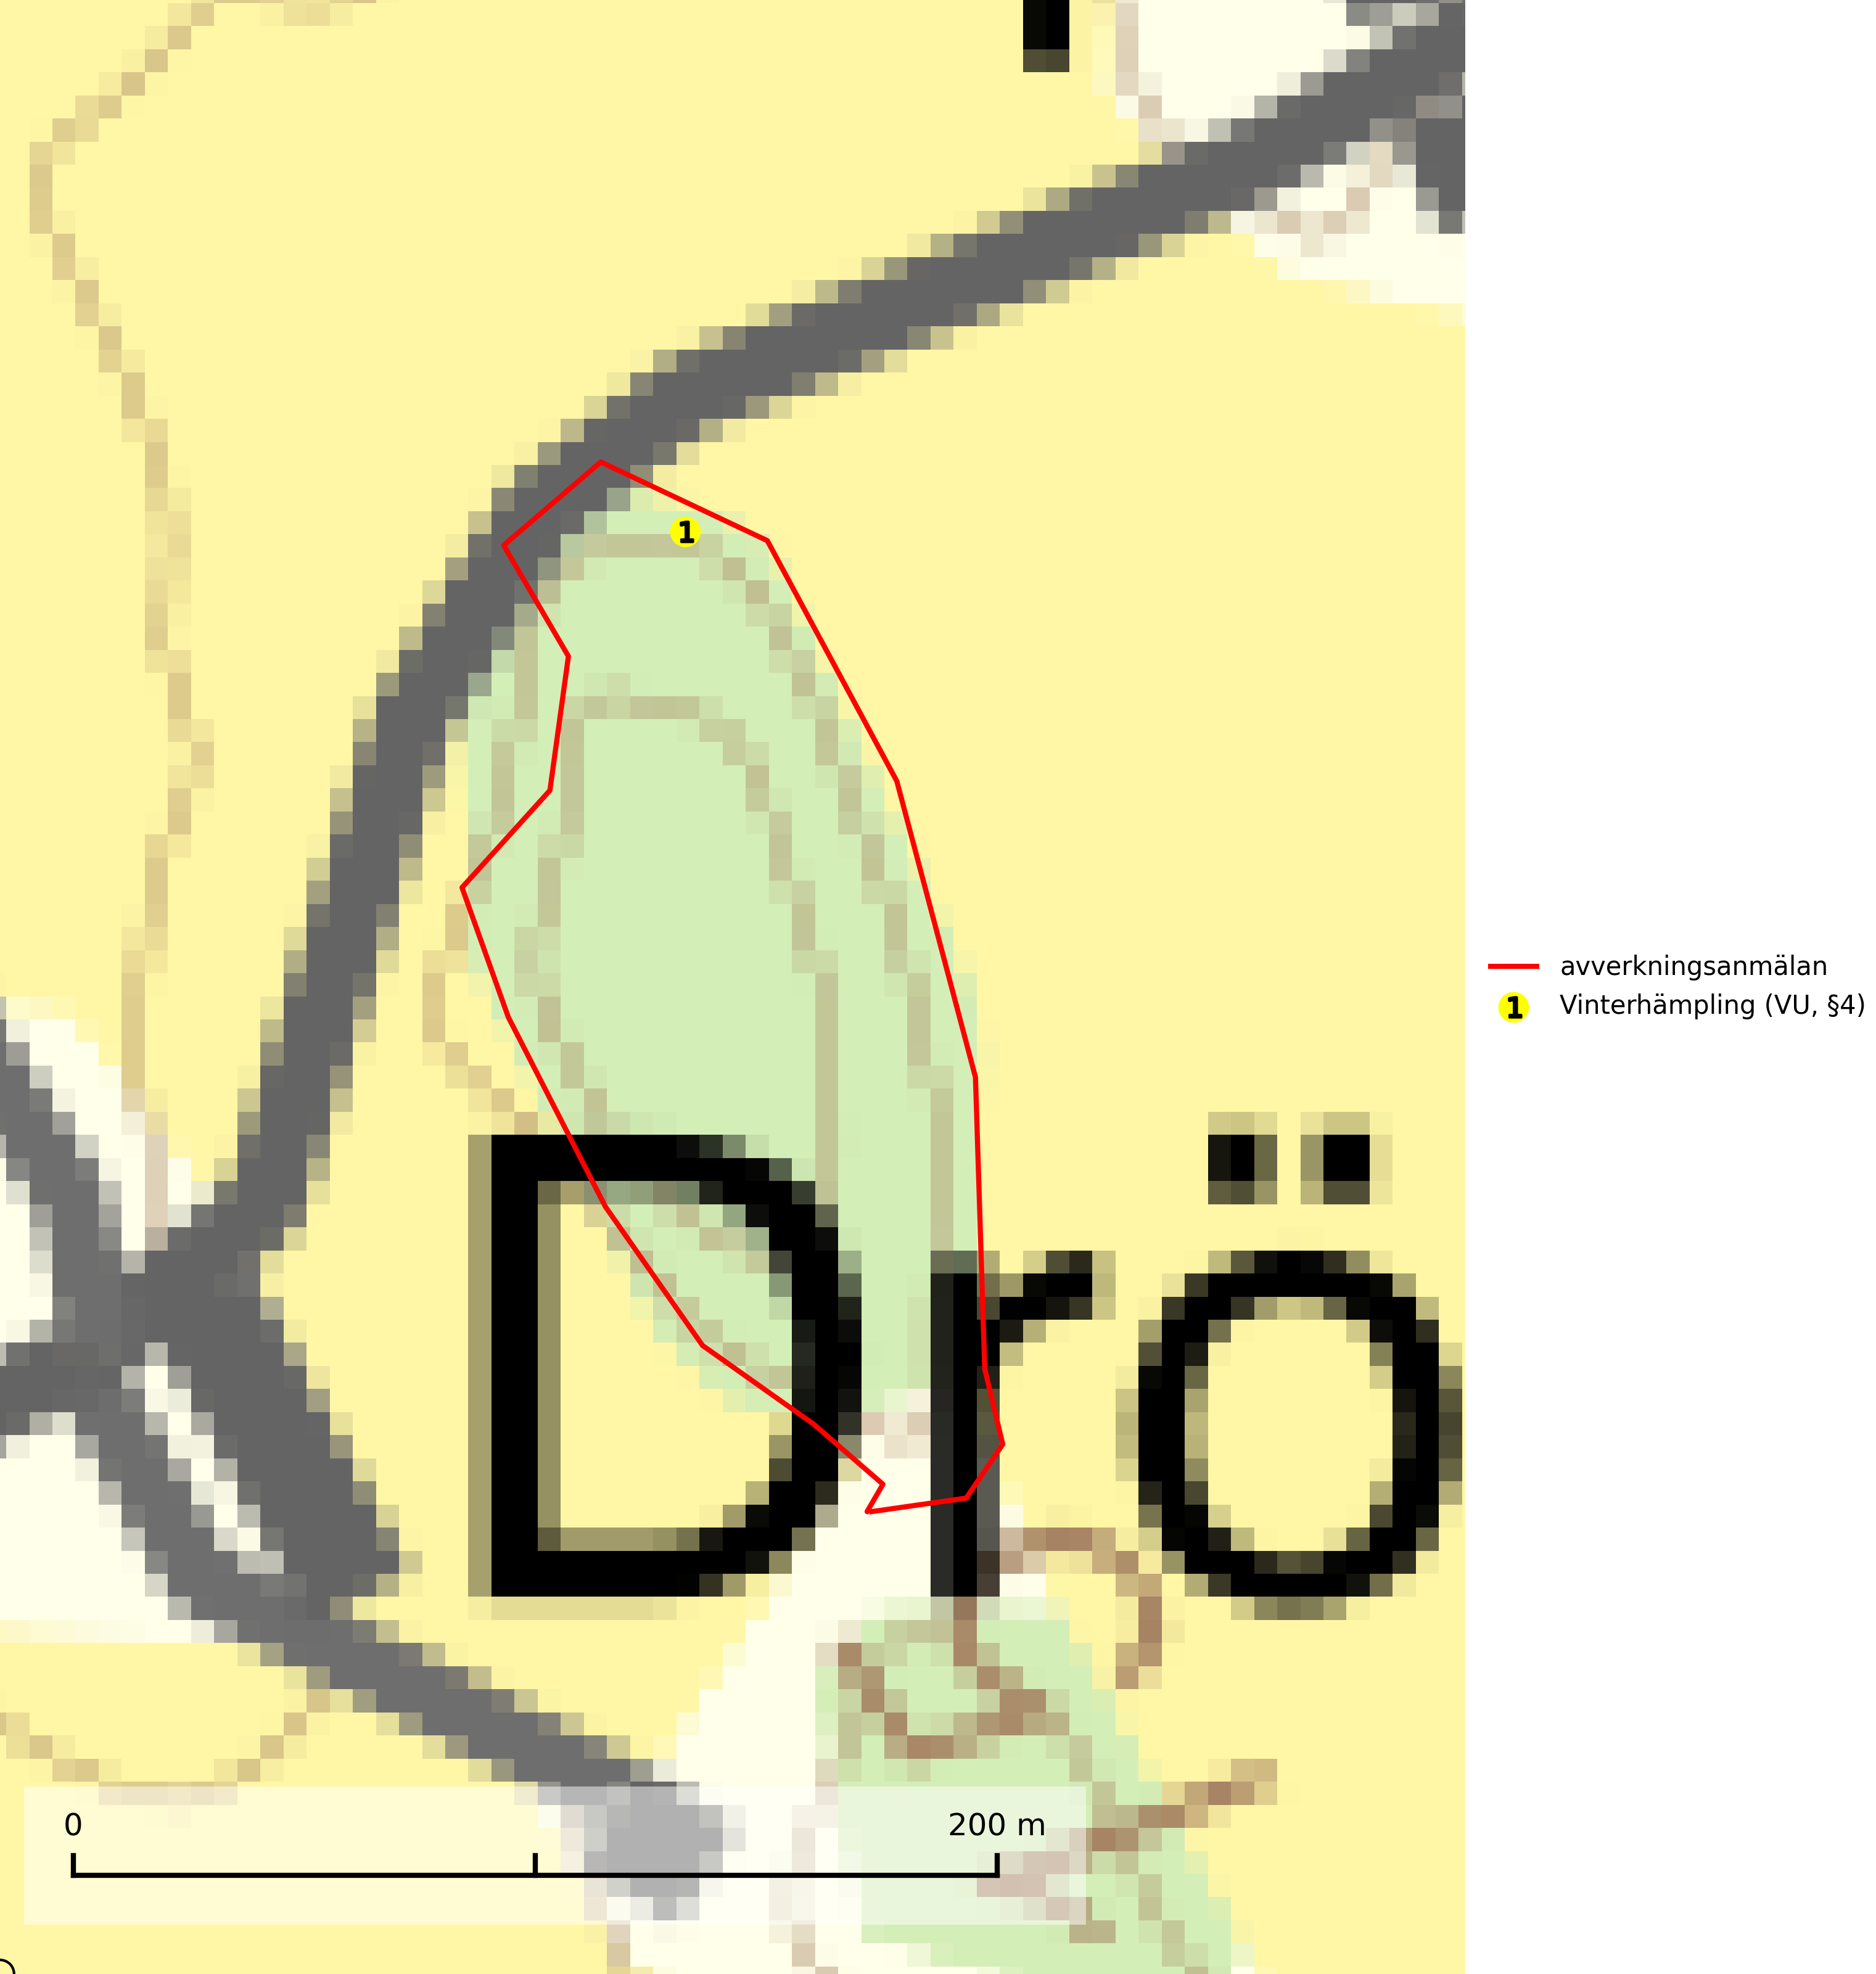 Drö
avverkningsanmälan
1 Vinterhämpling (VU, §4)
1
0 200 m